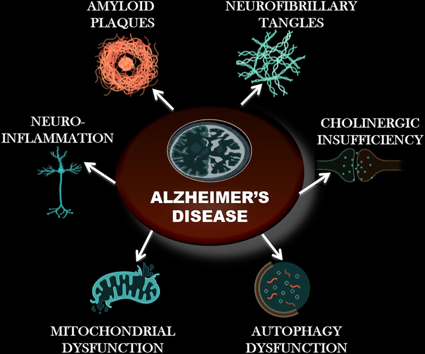 AMYLOID
PLAQUES
NEUROFIBRILLARY
TANGLES
NEURO-
INFLAMMATION
CHOLINERGIC
INSUFFICIENCY
ALZHEIMER'S
DISEASE
MITOCHONDRIAL
DYSFUNCTION
AUTOPHAGY
DYSFUNCTION